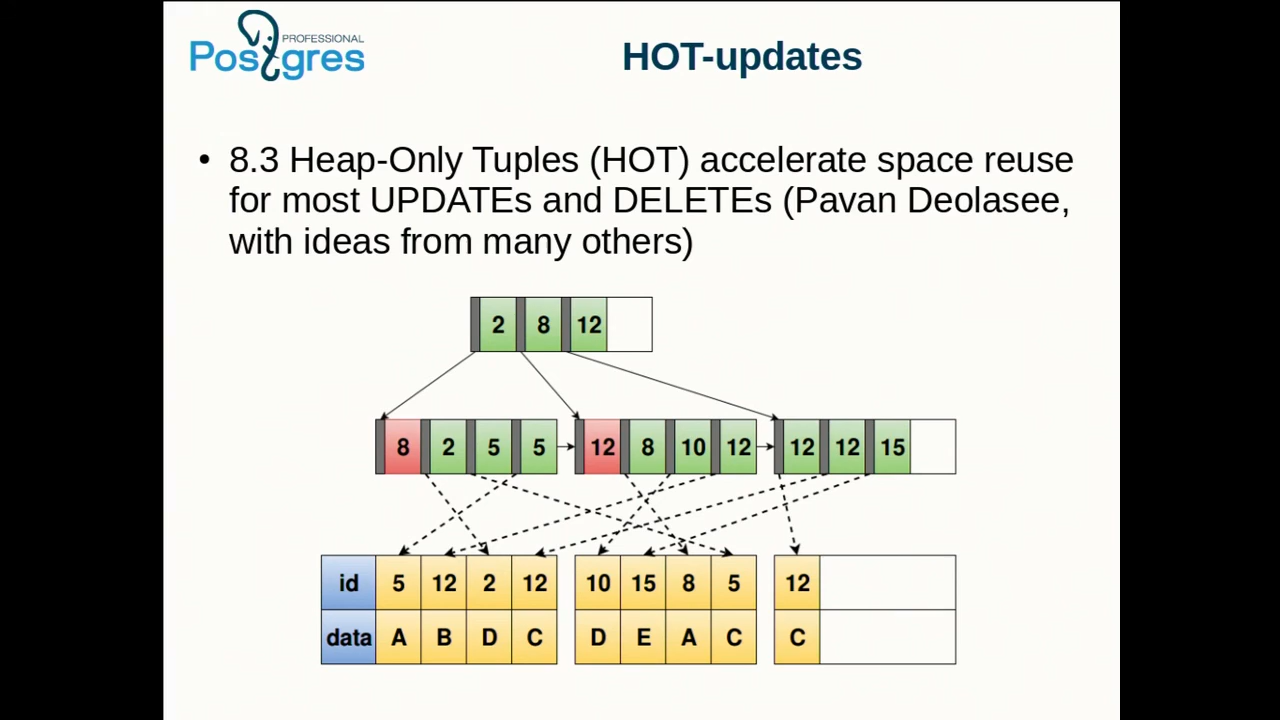 PROFESSIONAL
Postgres
HOT-updates
• 8.3 Heap-Only Tuples (HOT) accelerate space reuse
for most UPDATEs and DELETEs (Pavan Deolasee,
with ideas from many others)
2 8 12
8 2 5 5 12 8 10 12 12 12 15
id 5 12 2 12 10 15 8 5 12
data A B D C D E A C C